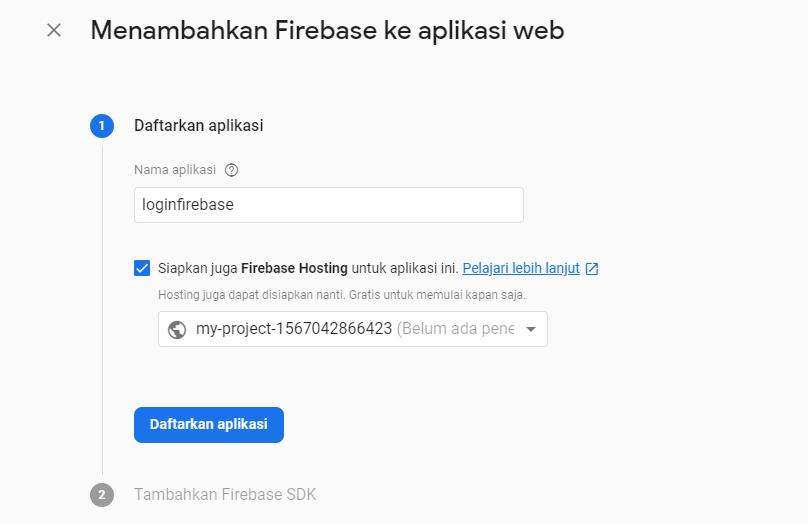 Menambahkan Firebase ke aplikasi web
1 Daftarkan aplikasi
Nama aplikasi ?
loginfirebase
Siapkan juga Firebase Hosting untuk aplikasi ini. Pelajari lebih lanjut
Hosting juga dapat disiapkan nanti. Gratis untuk memulai kapan saja.
my-project-1567042866423 (Belum ada pene
Daftarkan aplikasi
2 Tambahkan Firebase SDK